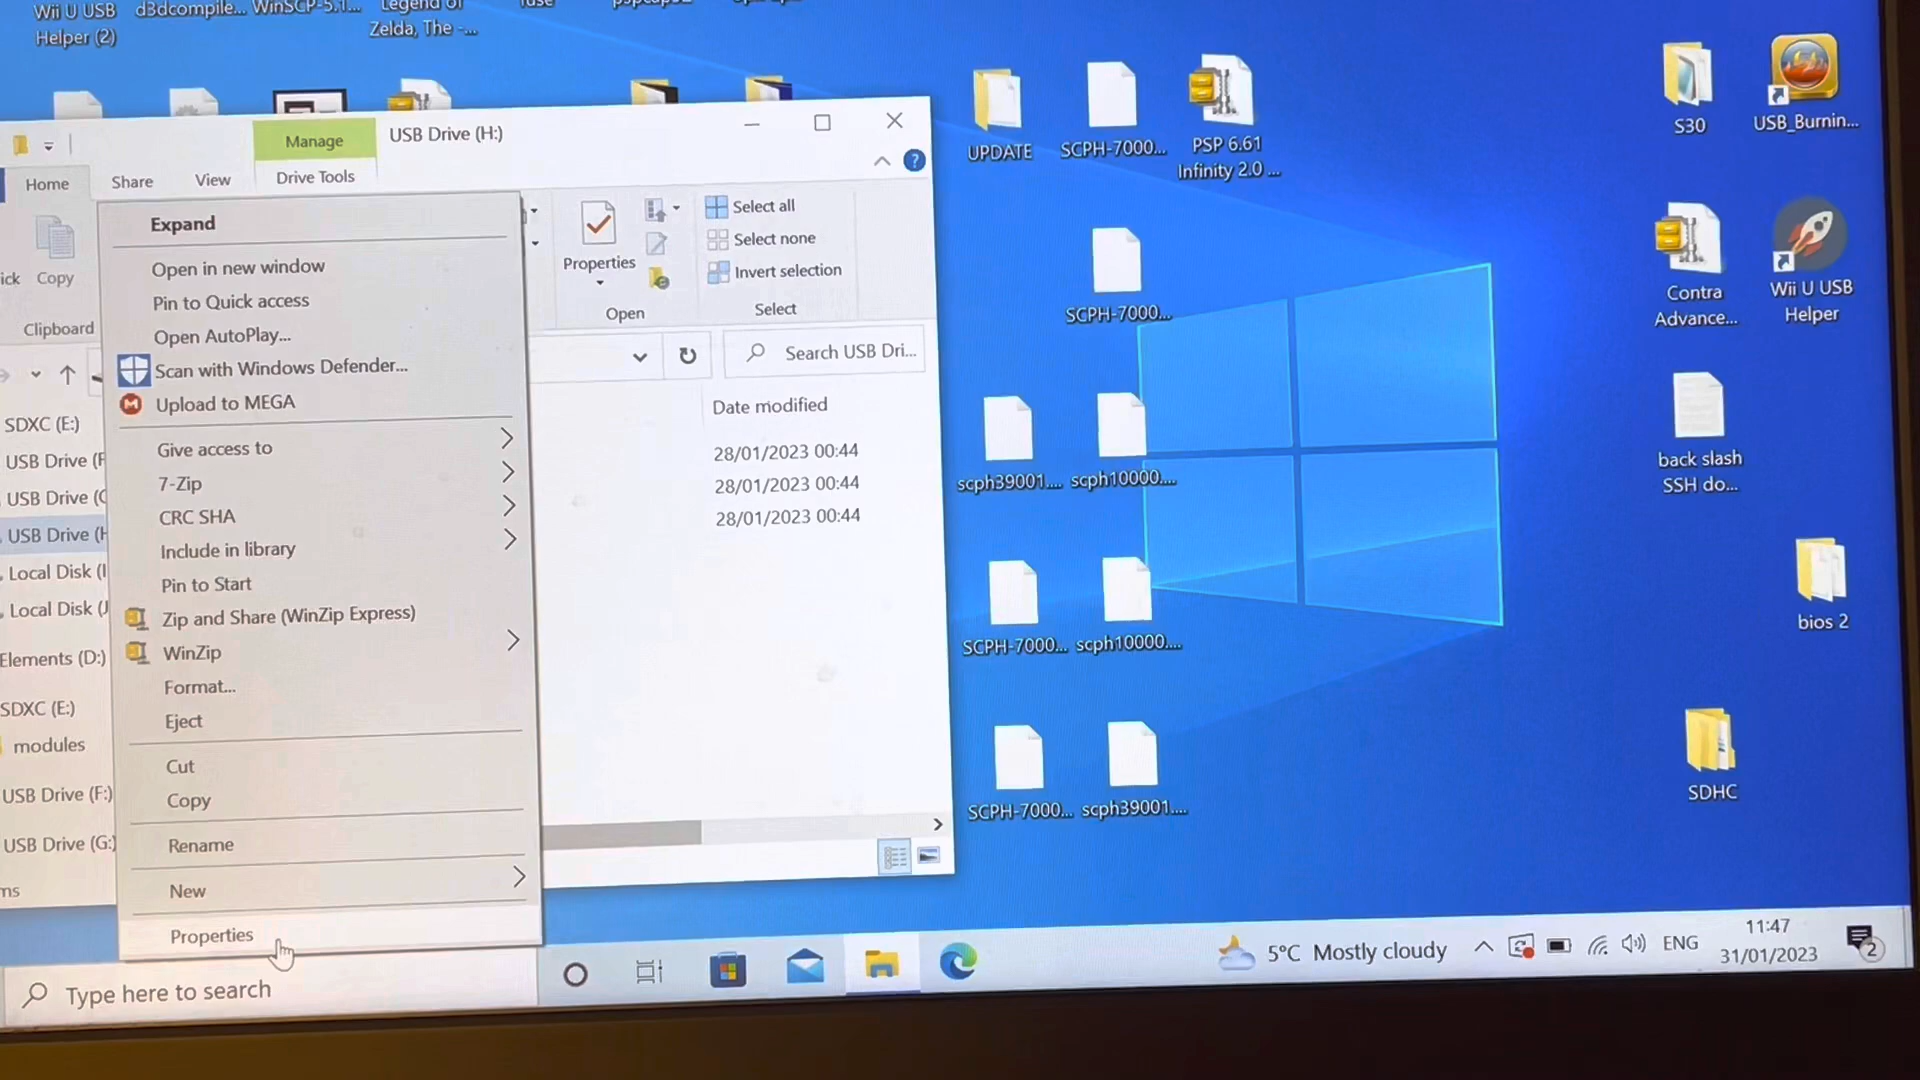 Wii U USB
Helper (2)
d3dcompile...
WinSCP-5.1...
Legend of
Zelda, The -...
Manage
USB Drive (H:)
Home
Share
View
Drive Tools
Copy
Clipboard
Properties
Open
Select all
Select none
Invert selection
Select
Search USB Dri...
Date modified
28/01/2023 00:44
28/01/2023 00:44
28/01/2023 00:44
Expand
Open in new window
Pin to Quick access
Open AutoPlay...
Scan with Windows Defender...
Upload to MEGA
Give access to
7-Zip
CRC SHA
Include in library
Pin to Start
Zip and Share (WinZip Express)
WinZip
Format...
Eject
Cut
Copy
Rename
New
Properties
SDXC (E:)
USB Drive (F
USB Drive (G
USB Drive (H
Local Disk (I
Local Disk (J
Elements (D:)
SDXC (E:)
modules
USB Drive (F:)
USB Drive (G:)
UPDATE
SCPH-7000...
PSP 6.61
Infinity 2.0 ...
SCPH-7000...
scph39001....
scph10000....
SCPH-7000...
scph10000....
SCPH-7000...
scph39001....
S30
USB_Burnin...
Contra
Advance...
Wii U USB
Helper
back slash
SSH do...
bios 2
SDHC
Type here to search
5°C Mostly cloudy
ENG
11:47
31/01/2023
2